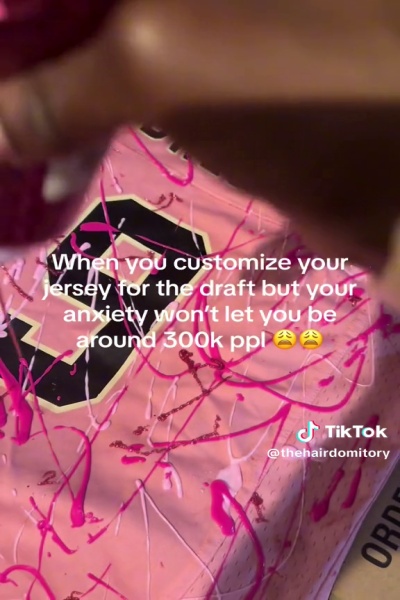 When you customize your
jersey for the draft but your
anxiety won't let you be
around 300k ppl 😩😩
TikTok
@thehairdomitory